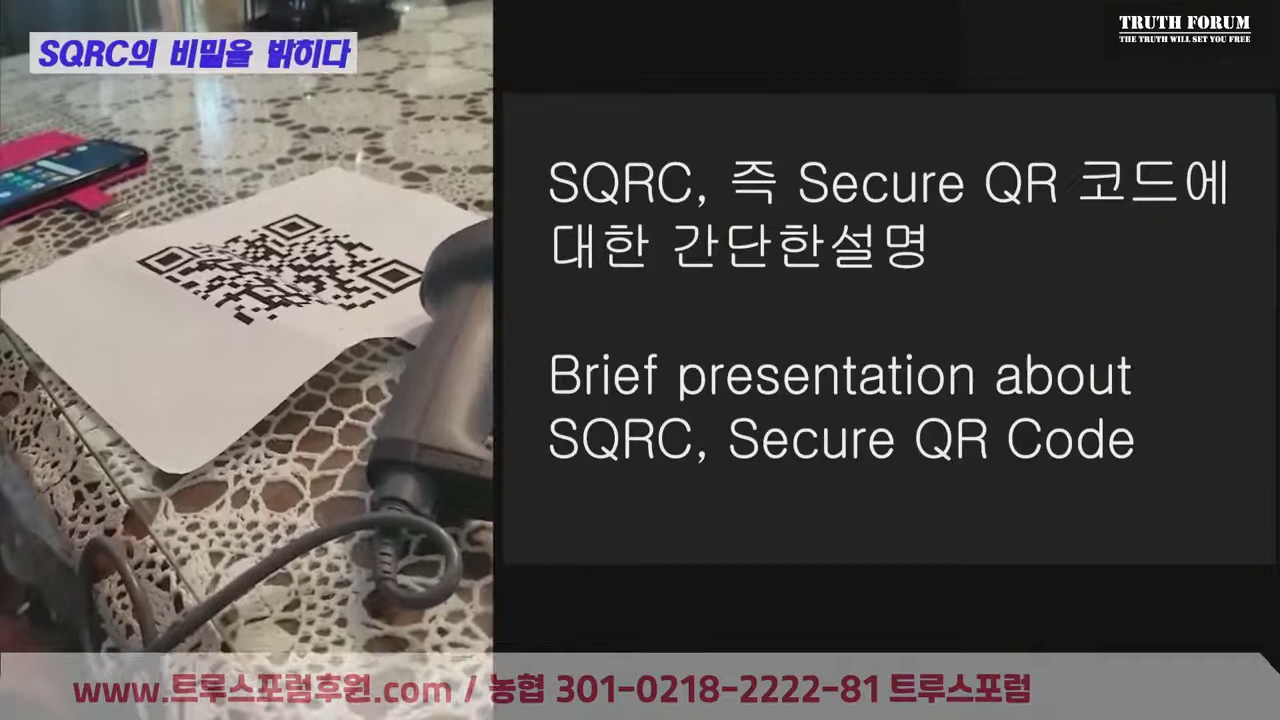 SQRC의 비밀을 밝히다
TRUTH FORUM
THE TRUTH WILL SET YOU FREE
SQRC, 즉 Secure QR 코드에
대한 간단한설명
Brief presentation about
SQRC, Secure QR Code
www.트루스포럼후원.com / 농협 301-0218-2222-81 트루스포럼